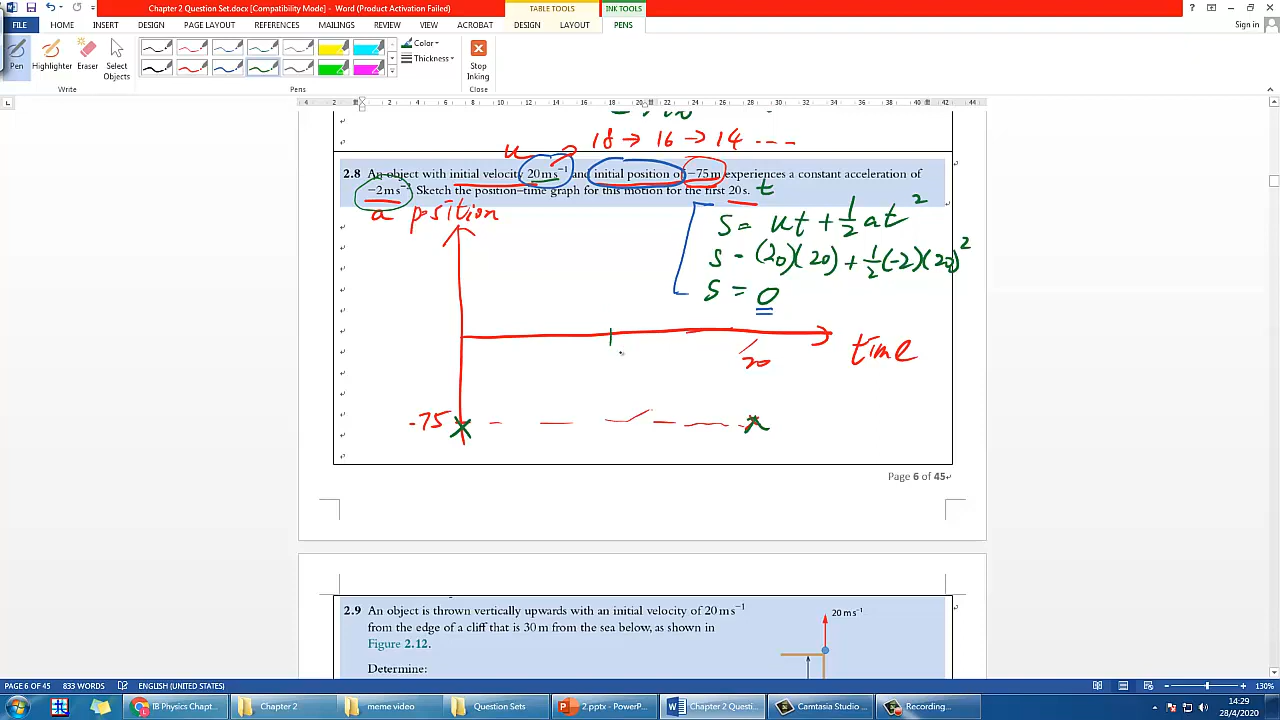 Chapter 2 Question Set.docx [Compatibility Mode] - Word (Product Activation Failed)
TABLE TOOLS
INK TOOLS
FILE HOME INSERT DESIGN PAGE LAYOUT REFERENCES MAILINGS REVIEW VIEW ACROBAT DESIGN LAYOUT PENS
Sign in
Pen Highlighter Eraser Select Objects
Color
Thickness
Stop Inking
Write Pens Close
18 → 16 → 14 ----
u
2.8 An object with initial velocity 20 m s⁻¹ and initial position of −75 m experiences a constant acceleration of
−2 m s⁻². Sketch the position–time graph for this motion for the first 20 s.
t
a position
s = ut + 1/2 at²
s = (20)(20) + 1/2 (-2)(20)²
s = 0
time
20
-75
Page 6 of 45
2.9 An object is thrown vertically upwards with an initial velocity of 20 m s⁻¹
from the edge of a cliff that is 30 m from the sea below, as shown in
Figure 2.12.
Determine:
20 m s⁻¹
PAGE 6 OF 45 833 WORDS ENGLISH (UNITED STATES) 130%
IB Physics Chapt...
Chapter 2
meme video
Question Sets
2.pptx - PowerP...
Chapter 2 Questi...
Camtasia Studio ...
Recording...
14:29
28/4/2020